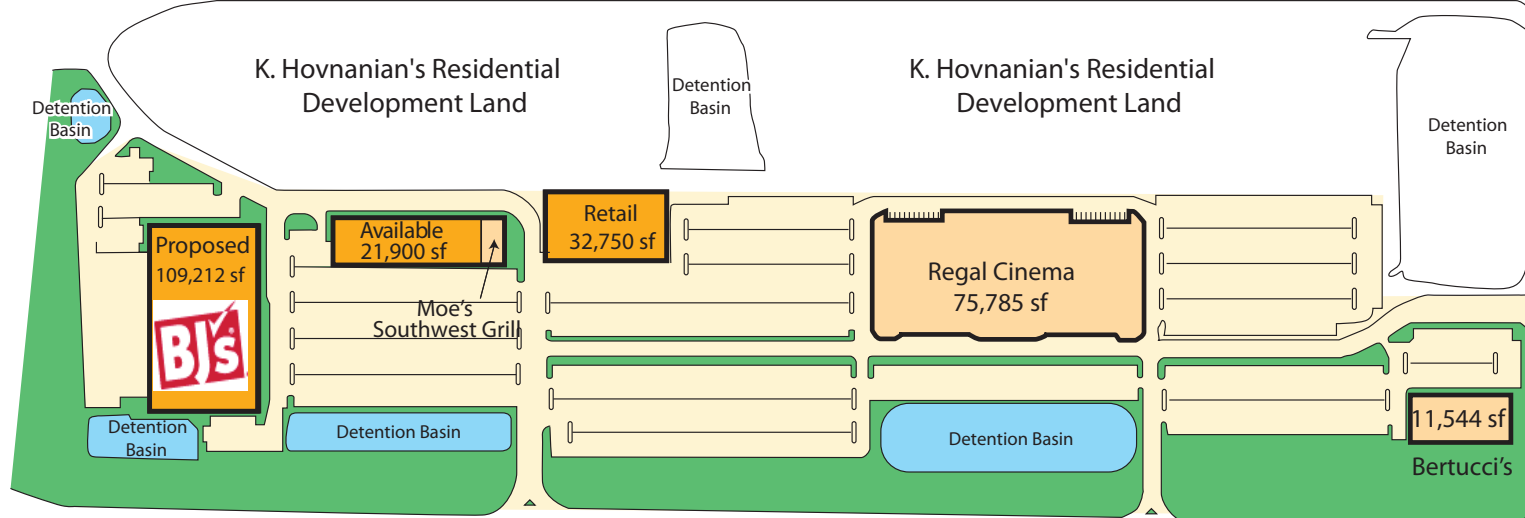 K. Hovnanian's Residential
Development Land
K. Hovnanian's Residential
Development Land
Detention
Basin
Detention
Basin
Detention
Basin
Proposed
109,212 sf
BJ's
Available
21,900 sf
Moe's
Southwest Grill
Retail
32,750 sf
Regal Cinema
75,785 sf
Detention
Basin
Detention Basin
Detention Basin
11,544 sf
Bertucci's